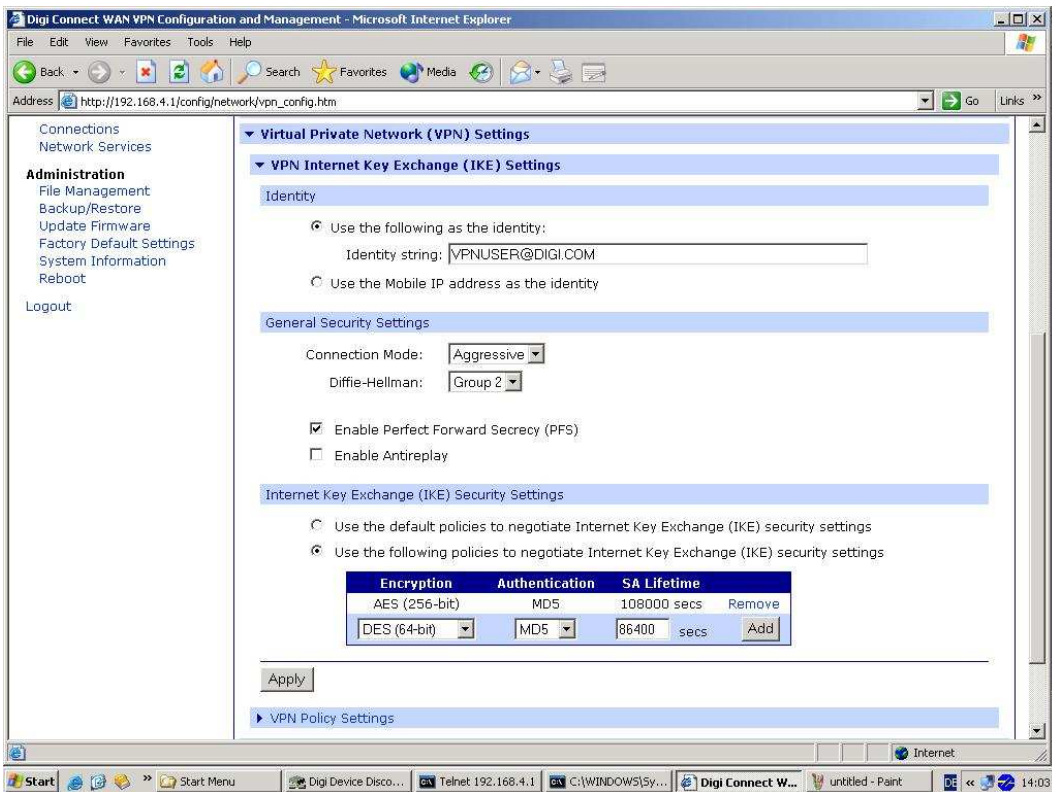 Digi Connect WAN VPN Configuration and Management - Microsoft Internet Explorer
File Edit View Favorites Tools Help
Back Search Favorites Media
Address http://192.168.4.1/config/network/vpn_config.htm Go Links »
Connections
Network Services
Administration
File Management
Backup/Restore
Update Firmware
Factory Default Settings
System Information
Reboot
Logout
Virtual Private Network (VPN) Settings
VPN Internet Key Exchange (IKE) Settings
Identity
Use the following as the identity:
Identity string: VPNUSER@DIGI.COM
Use the Mobile IP address as the identity
General Security Settings
Connection Mode: Aggressive
Diffie-Hellman: Group 2
Enable Perfect Forward Secrecy (PFS)
Enable Antireplay
Internet Key Exchange (IKE) Security Settings
Use the default policies to negotiate Internet Key Exchange (IKE) security settings
Use the following policies to negotiate Internet Key Exchange (IKE) security settings
Encryption Authentication SA Lifetime
AES (256-bit) MD5 108000 secs Remove
DES (64-bit) MD5 86400 secs Add
Apply
VPN Policy Settings
Internet
Start » Start Menu Digi Device Disco... Telnet 192.168.4.1 C:\WINDOWS\Sy... Digi Connect W... untitled - Paint DE « 14:03